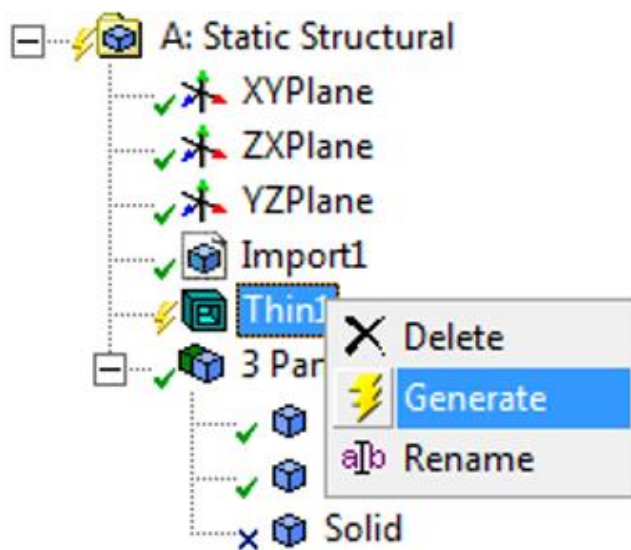 A: Static Structural
XYPlane
ZXPlane
YZPlane
Import1
Thin1
Delete
3 Par
Generate
Rename
Solid